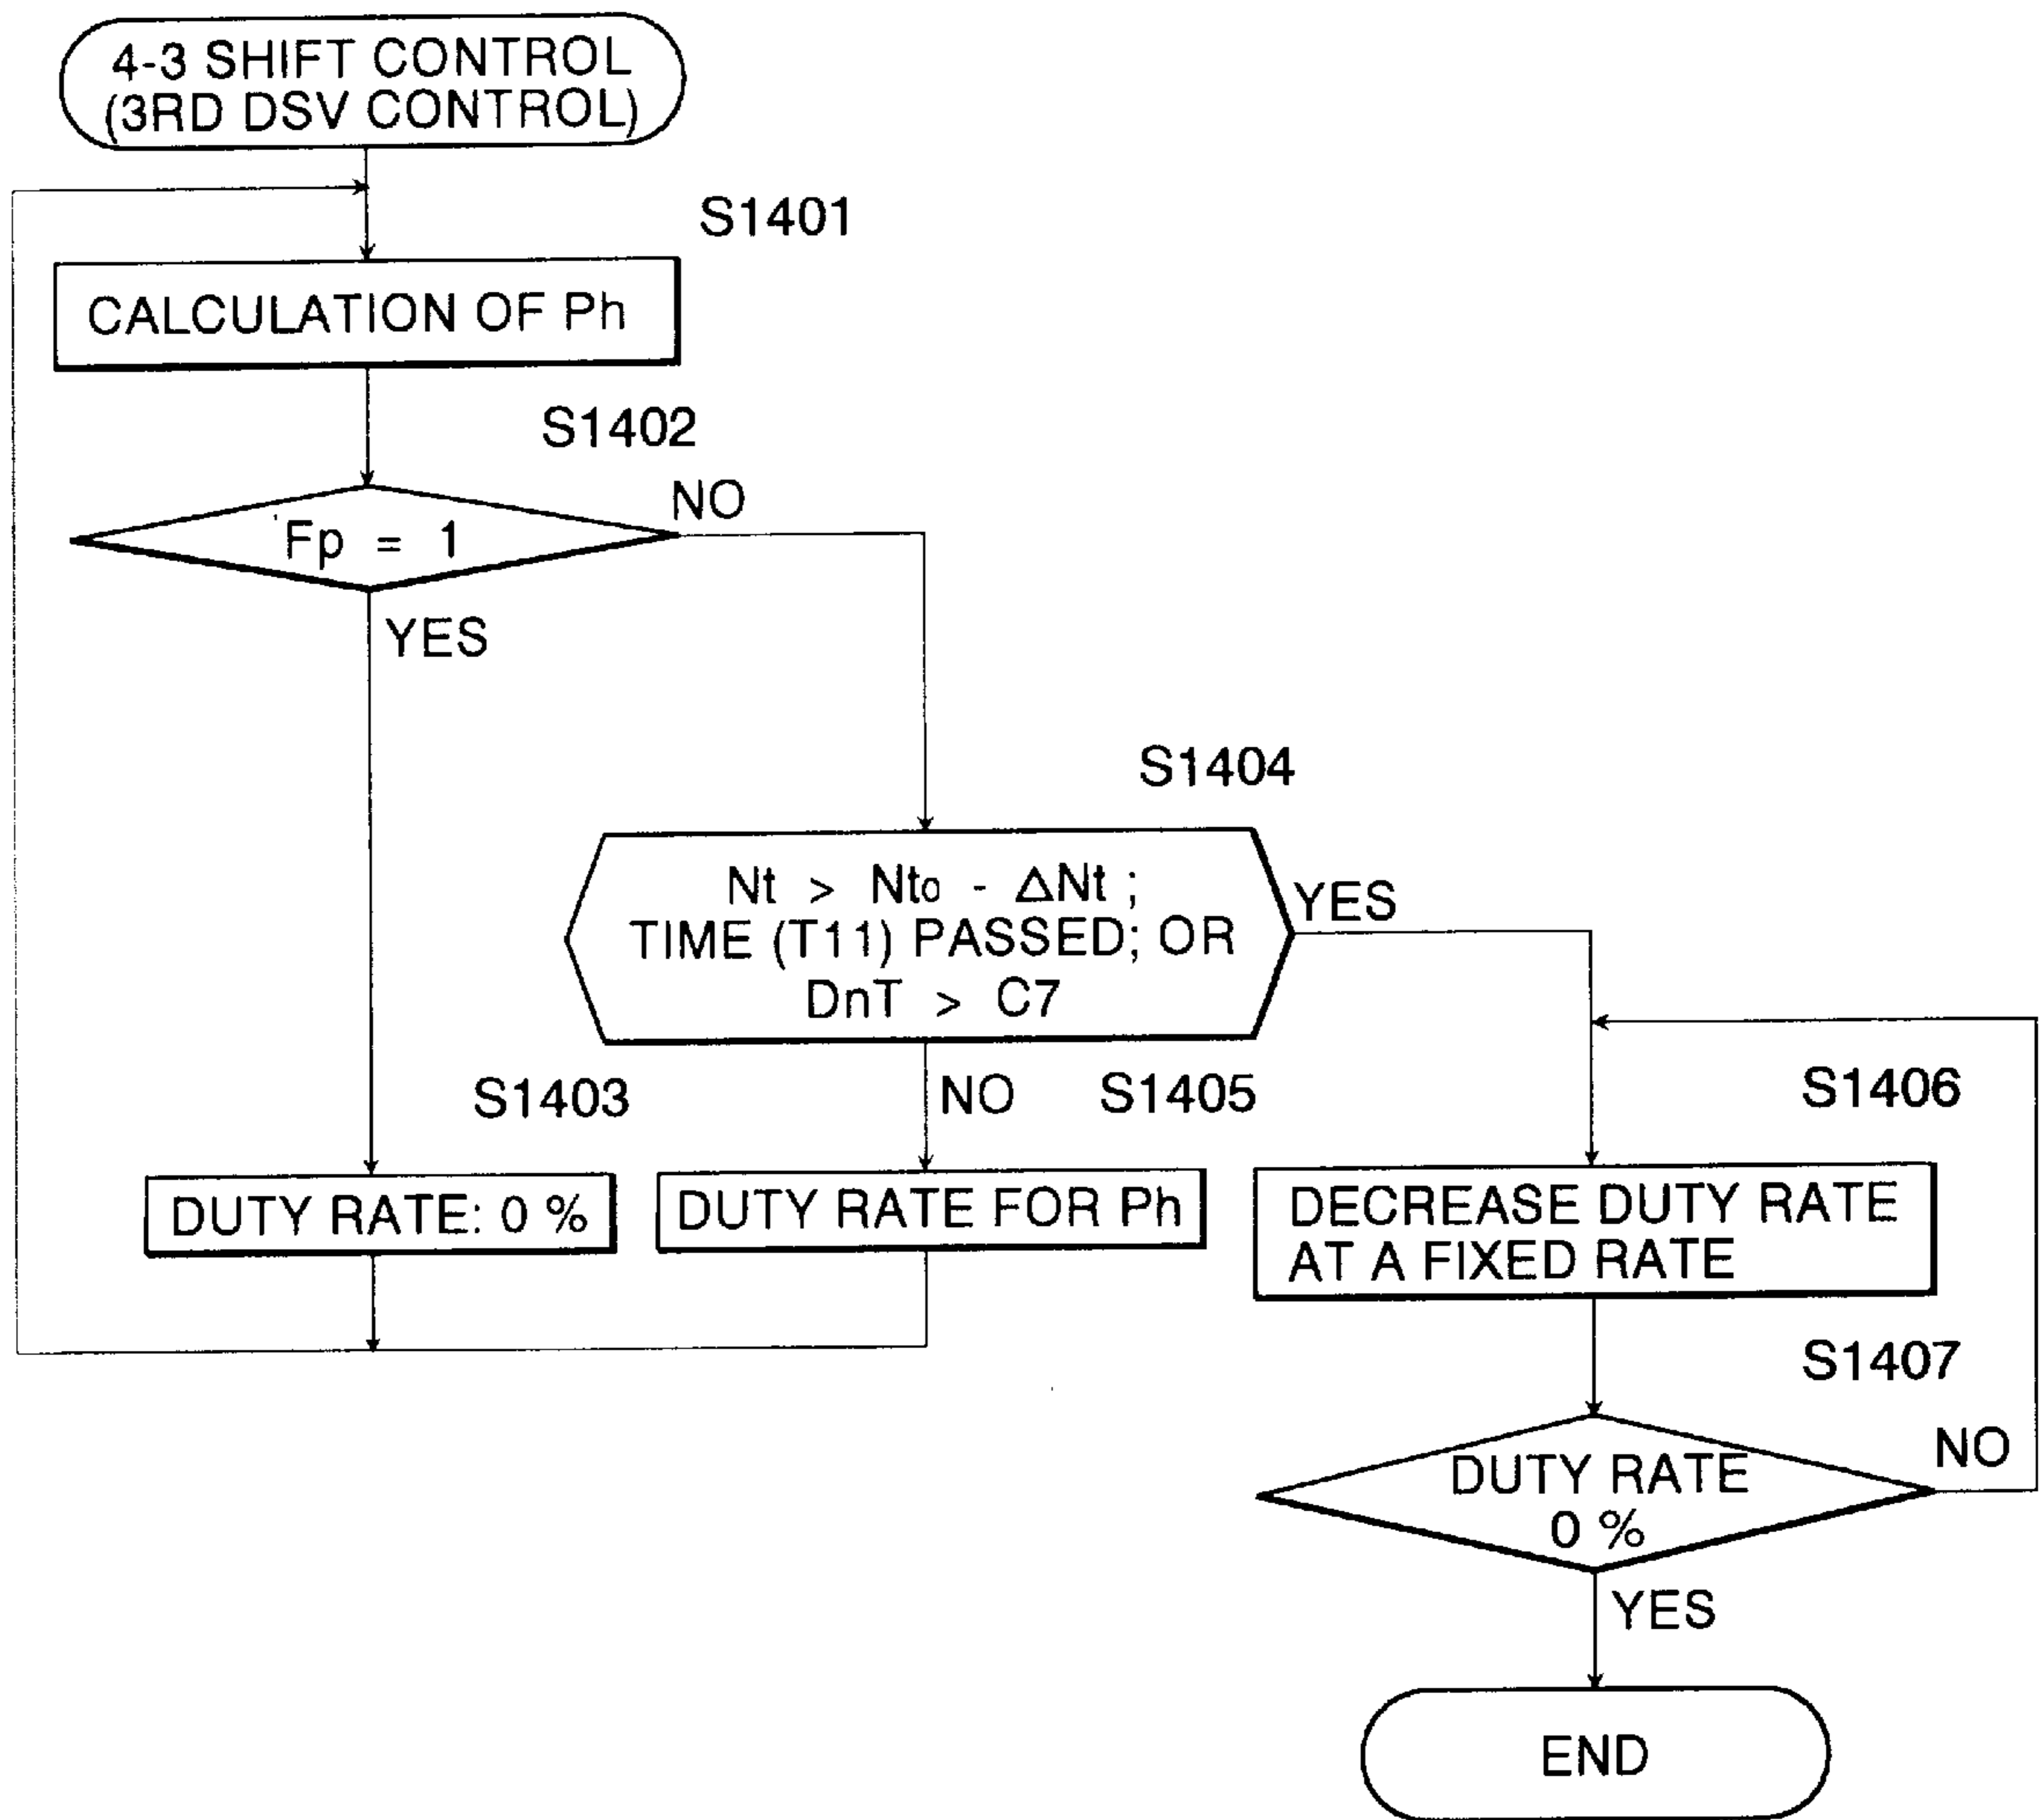 4-3 SHIFT CONTROL
(3RD DSV CONTROL)
S1401
CALCULATION OF Ph
S1402
Fp = 1
NO
YES
S1404
Nt > Nto - ΔNt ;
TIME (T11) PASSED; OR
DnT > C7
YES
NO
S1403
S1405
S1406
DUTY RATE: 0 %
DUTY RATE FOR Ph
DECREASE DUTY RATE
AT A FIXED RATE
S1407
DUTY RATE
0 %
NO
YES
END